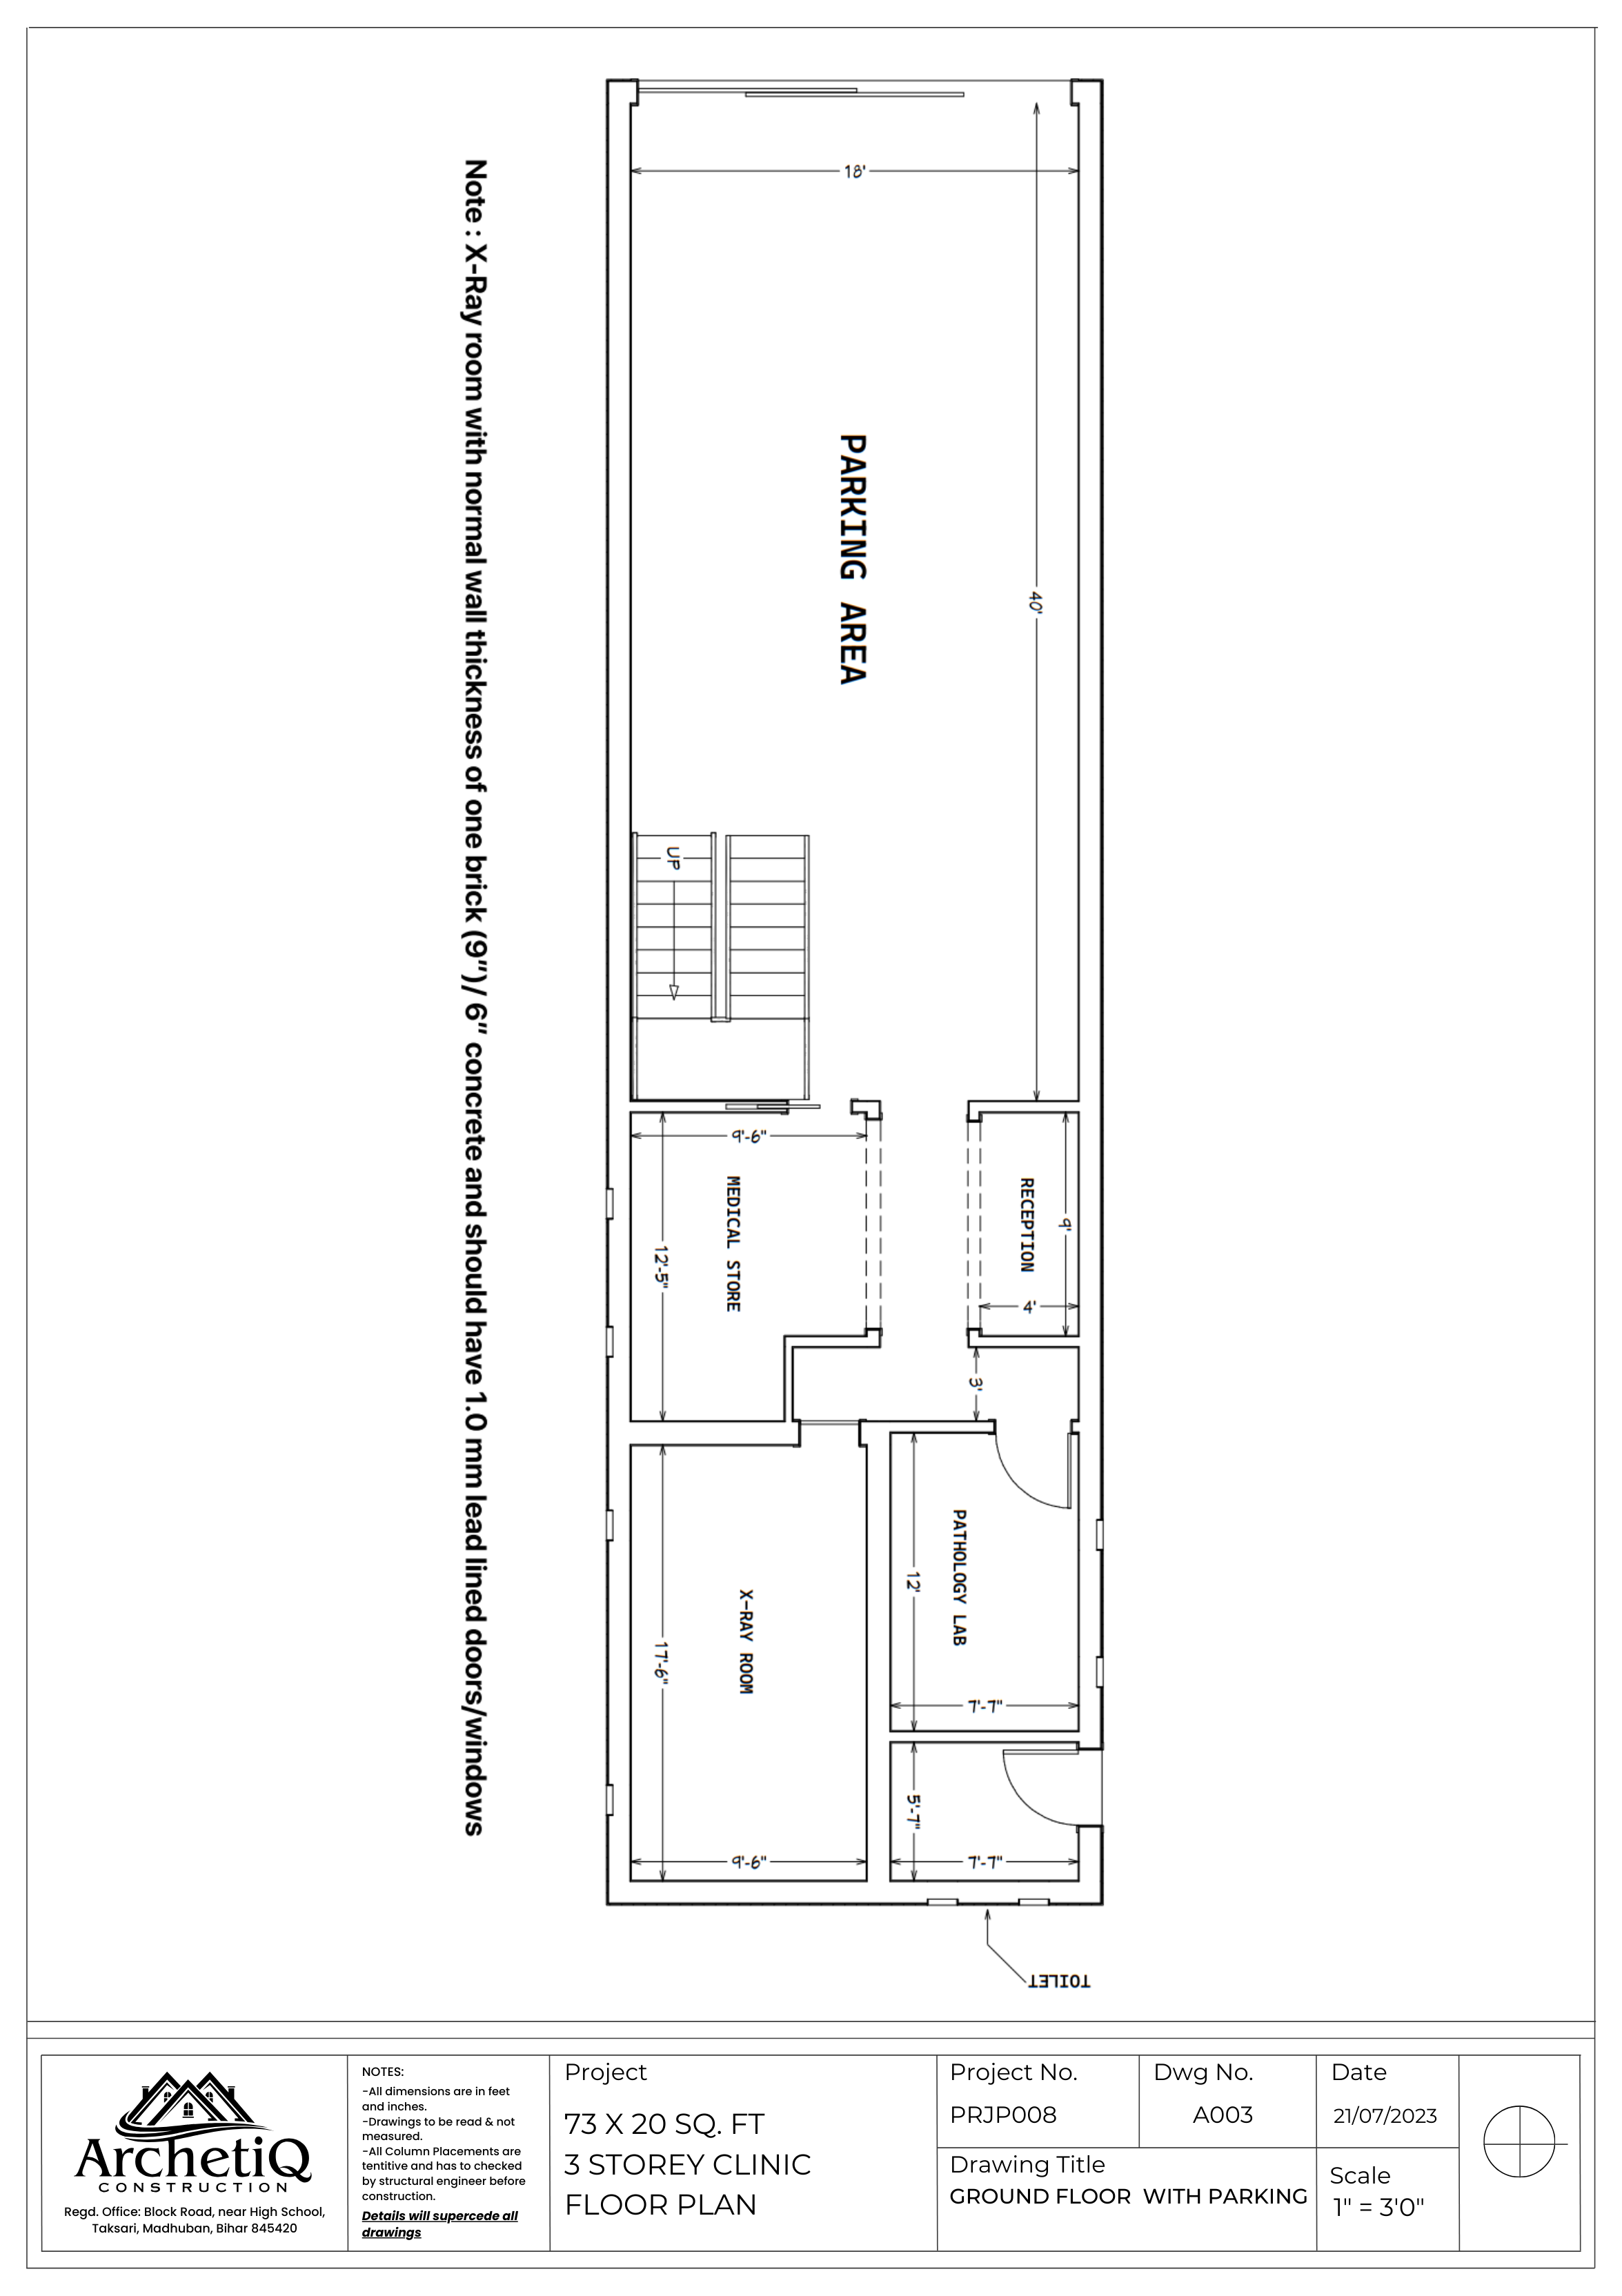 18'
40'
PARKING AREA
UP
Note : X-Ray room with normal wall thickness of one brick (9")/ 6" concrete and should have 1.0 mm lead lined doors/windows
9'-6"
MEDICAL STORE
12'-5"
RECEPTION
9'
4'
3'
PATHOLOGY LAB
12'
7'-7"
X-RAY ROOM
17'-6"
9'-6"
5'-7"
7'-7"
TOILET
ArchetiQ
CONSTRUCTION
Regd. Office: Block Road, near High School,
Taksari, Madhuban, Bihar 845420
NOTES:
-All dimensions are in feet
and inches.
-Drawings to be read & not
measured.
-All Column Placements are
tentitive and has to checked
by structural engineer before
construction.
Details will supercede all
drawings
Project
73 X 20 SQ. FT
3 STOREY CLINIC
FLOOR PLAN
Project No.
PRJP008
Dwg No.
A003
Date
21/07/2023
Drawing Title
GROUND FLOOR WITH PARKING
Scale
1" = 3'0"